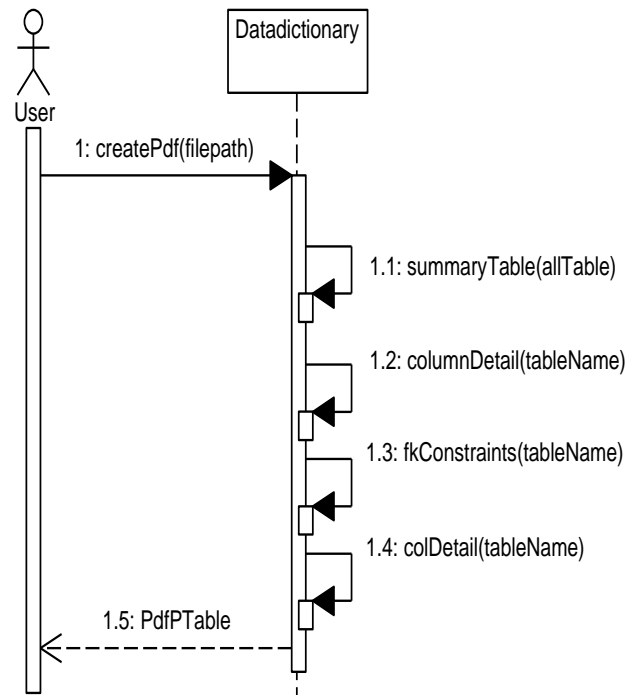 Datadictionary
User
1: createPdf(filepath)
1.1: summaryTable(allTable)
1.2: columnDetail(tableName)
1.3: fkConstraints(tableName)
1.4: colDetail(tableName)
1.5: PdfPTable